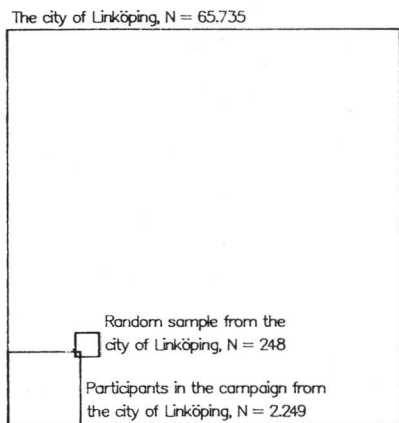 The city of Linköping, N = 65.735
Random sample from the
city of Linköping, N = 248
Participants in the campaign from
the city of Linköping, N = 2.249